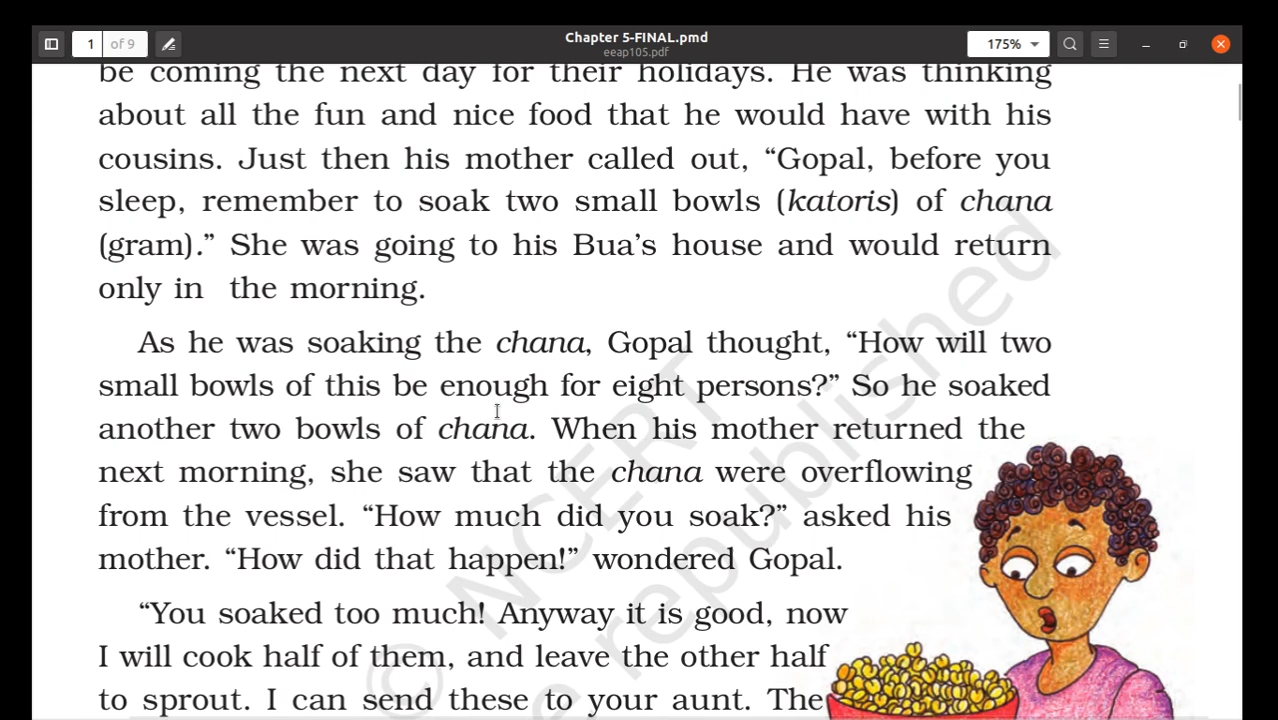 Chapter 5-FINAL.pmd
eeap105.pdf
1 of 9
175%
be coming the next day for their holidays. He was thinking
about all the fun and nice food that he would have with his
cousins. Just then his mother called out, “Gopal, before you
sleep, remember to soak two small bowls (katoris) of chana
(gram).” She was going to his Bua’s house and would return
only in the morning.
As he was soaking the chana, Gopal thought, “How will two
small bowls of this be enough for eight persons?” So he soaked
another two bowls of chana. When his mother returned the
next morning, she saw that the chana were overflowing
from the vessel. “How much did you soak?” asked his
mother. “How did that happen!” wondered Gopal.
“You soaked too much! Anyway it is good, now
I will cook half of them, and leave the other half
to sprout. I can send these to your aunt. The
© NCERT
be republished